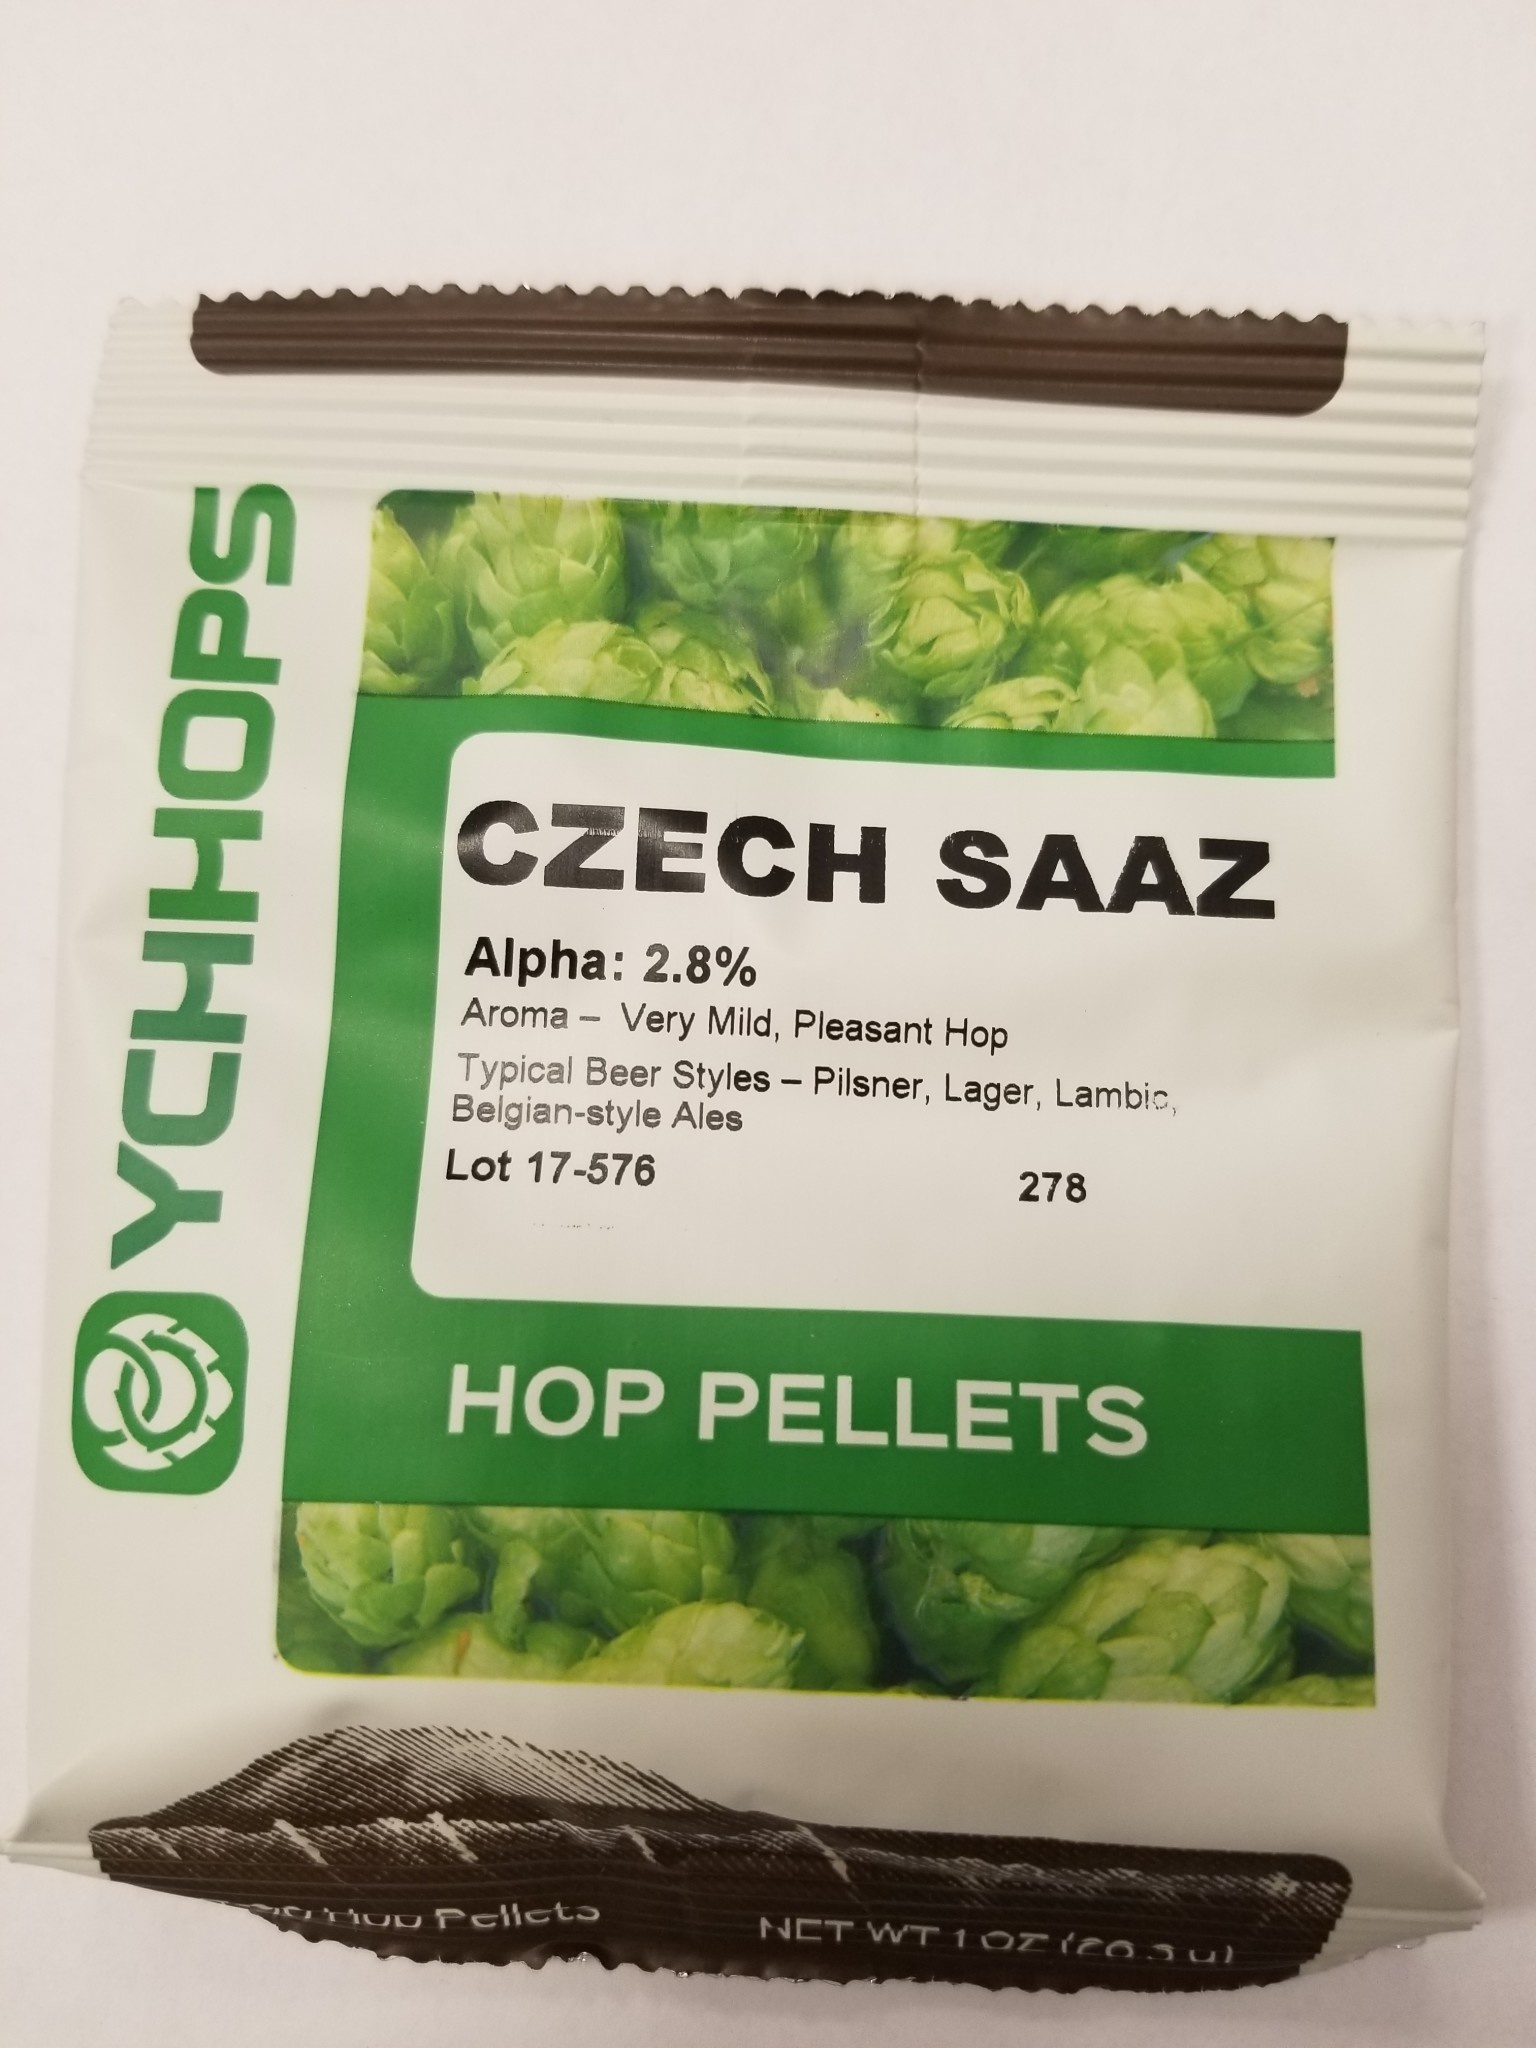 YCHHOPS
CZECH SAAZ
Alpha: 2.8%
Aroma – Very Mild, Pleasant Hop
Typical Beer Styles – Pilsner, Lager, Lambic,
Belgian-style Ales
Lot 17-576 278
HOP PELLETS
Hop Pellets
NET WT 1 OZ